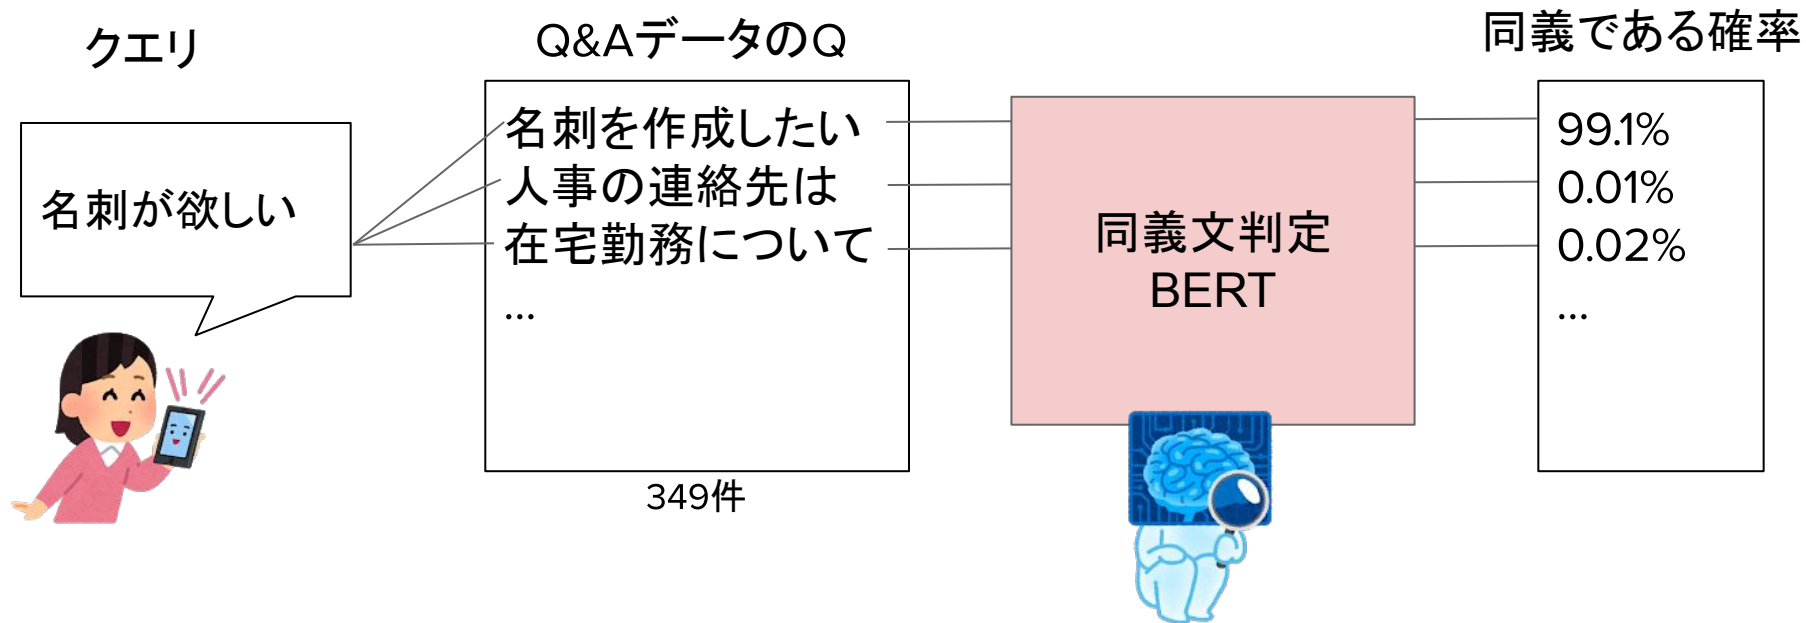 クエリ
名刺が欲しい
Q&AデータのQ
名刺を作成したい
人事の連絡先は
在宅勤務について
...
349件
同義文判定
BERT
同義である確率
99.1%
0.01%
0.02%
...